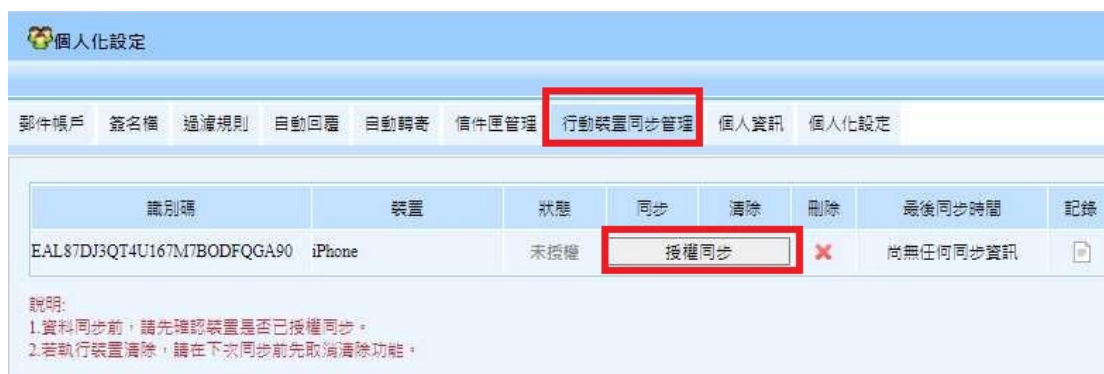 個人化設定
郵件帳戶 簽名檔 過濾規則 自動回覆 自動轉寄 信件匣管理 行動裝置同步管理 個人資訊 個人化設定
識別碼 裝置 狀態 同步 清除 刪除 最後同步時間 記錄
EAL87DJ3QT4U167M7BODFQGA90 iPhone 未授權 授權同步 尚無任何同步資訊
說明:
1.資料同步前，請先確認裝置是否已授權同步。
2.若執行裝置清除，請在下次同步前先取消清除功能。